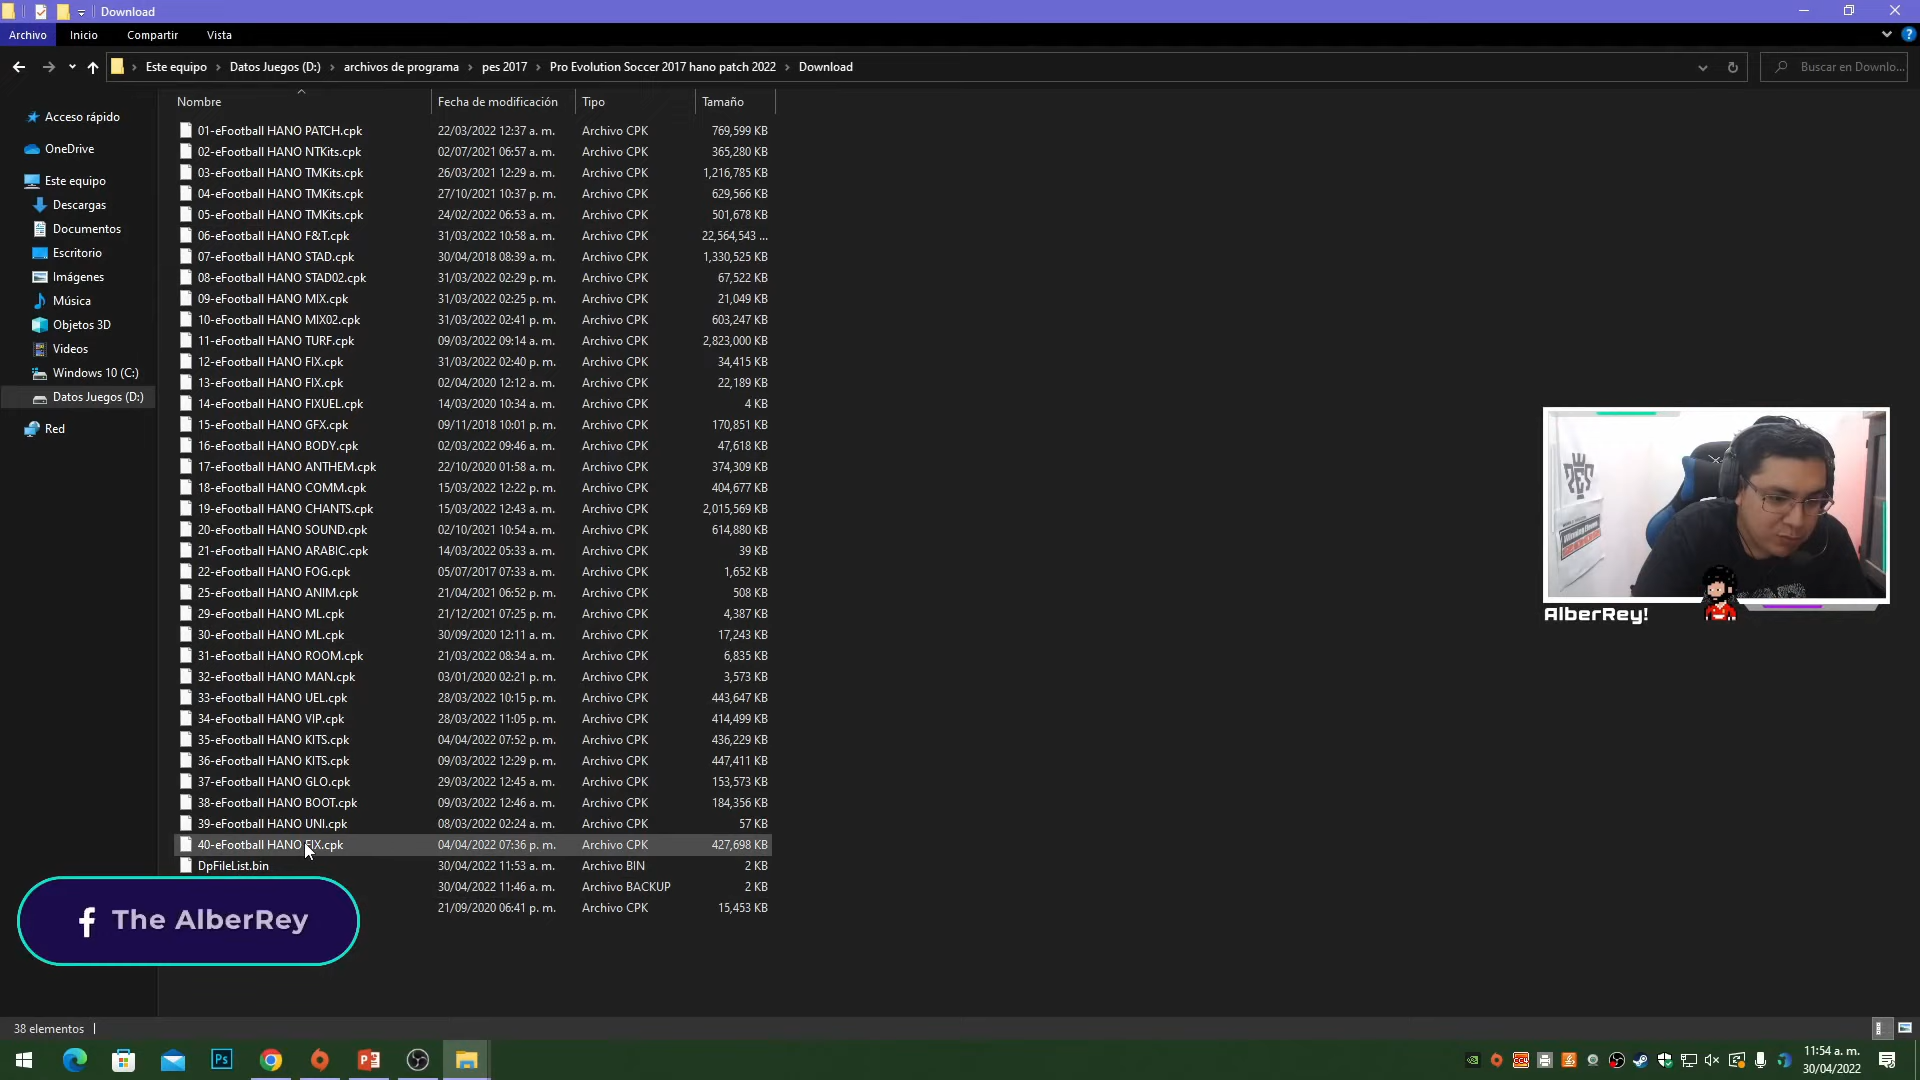 Download
Archivo Inicio Compartir Vista
Este equipo Datos Juegos (D:) archivos de programa pes 2017 Pro Evolution Soccer 2017 hano patch 2022 Download
Buscar en Downlo...
Nombre Fecha de modificación Tipo Tamaño
Acceso rápido
OneDrive
Este equipo
Descargas
Documentos
Escritorio
Imágenes
Música
Objetos 3D
Videos
Windows 10 (C:)
Datos Juegos (D:)
Red
01-eFootball HANO PATCH.cpk 22/03/2022 12:37 a. m. Archivo CPK 769,599 KB
02-eFootball HANO NTKits.cpk 02/07/2021 06:57 a. m. Archivo CPK 365,280 KB
03-eFootball HANO TMKits.cpk 26/03/2021 12:29 a. m. Archivo CPK 1,216,785 KB
04-eFootball HANO TMKits.cpk 27/10/2021 10:37 p. m. Archivo CPK 629,566 KB
05-eFootball HANO TMKits.cpk 24/02/2022 06:53 a. m. Archivo CPK 501,678 KB
06-eFootball HANO F&T.cpk 31/03/2022 10:58 a. m. Archivo CPK 22,564,543 ...
07-eFootball HANO STAD.cpk 30/04/2018 08:39 a. m. Archivo CPK 1,330,525 KB
08-eFootball HANO STAD02.cpk 31/03/2022 02:29 p. m. Archivo CPK 67,522 KB
09-eFootball HANO MIX.cpk 31/03/2022 02:25 p. m. Archivo CPK 21,049 KB
10-eFootball HANO MIX02.cpk 31/03/2022 02:41 p. m. Archivo CPK 603,247 KB
11-eFootball HANO TURF.cpk 09/03/2022 09:14 a. m. Archivo CPK 2,823,000 KB
12-eFootball HANO FIX.cpk 31/03/2022 02:40 p. m. Archivo CPK 34,415 KB
13-eFootball HANO FIX.cpk 02/04/2020 12:12 a. m. Archivo CPK 22,189 KB
14-eFootball HANO FIXUEL.cpk 14/03/2020 10:34 a. m. Archivo CPK 4 KB
15-eFootball HANO GFX.cpk 09/11/2018 10:01 p. m. Archivo CPK 170,851 KB
16-eFootball HANO BODY.cpk 02/03/2022 09:46 a. m. Archivo CPK 47,618 KB
17-eFootball HANO ANTHEM.cpk 22/10/2020 01:58 a. m. Archivo CPK 374,309 KB
18-eFootball HANO COMM.cpk 15/03/2022 12:22 p. m. Archivo CPK 404,677 KB
19-eFootball HANO CHANTS.cpk 15/03/2022 12:43 a. m. Archivo CPK 2,015,569 KB
20-eFootball HANO SOUND.cpk 02/10/2021 10:54 a. m. Archivo CPK 614,880 KB
21-eFootball HANO ARABIC.cpk 14/03/2022 05:33 a. m. Archivo CPK 39 KB
22-eFootball HANO FOG.cpk 05/07/2017 07:33 a. m. Archivo CPK 1,652 KB
25-eFootball HANO ANIM.cpk 21/04/2021 06:52 p. m. Archivo CPK 508 KB
29-eFootball HANO ML.cpk 21/12/2021 07:25 p. m. Archivo CPK 4,387 KB
30-eFootball HANO ML.cpk 30/09/2020 12:11 a. m. Archivo CPK 17,243 KB
31-eFootball HANO ROOM.cpk 21/03/2022 08:34 a. m. Archivo CPK 6,835 KB
32-eFootball HANO MAN.cpk 03/01/2020 02:21 p. m. Archivo CPK 3,573 KB
33-eFootball HANO UEL.cpk 28/03/2022 10:15 p. m. Archivo CPK 443,647 KB
34-eFootball HANO VIP.cpk 28/03/2022 11:05 p. m. Archivo CPK 414,499 KB
35-eFootball HANO KITS.cpk 04/04/2022 07:52 p. m. Archivo CPK 436,229 KB
36-eFootball HANO KITS.cpk 09/03/2022 12:29 p. m. Archivo CPK 447,411 KB
37-eFootball HANO GLO.cpk 29/03/2022 12:45 a. m. Archivo CPK 153,573 KB
38-eFootball HANO BOOT.cpk 09/03/2022 12:46 a. m. Archivo CPK 184,356 KB
39-eFootball HANO UNI.cpk 08/03/2022 02:24 a. m. Archivo CPK 57 KB
40-eFootball HANO FIX.cpk 04/04/2022 07:36 p. m. Archivo CPK 427,698 KB
DpFileList.bin 30/04/2022 11:53 a. m. Archivo BIN 2 KB
30/04/2022 11:46 a. m. Archivo BACKUP 2 KB
21/09/2020 06:41 p. m. Archivo CPK 15,453 KB
AlberRey!
The AlberRey
38 elementos
11:54 a. m.
30/04/2022